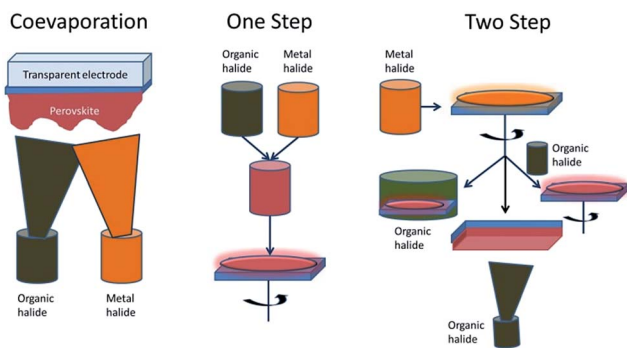 Coevaporation
Transparent electrode
Perovskite
Organic
halide
Metal
halide
One Step
Organic
halide
Metal
halide
Two Step
Metal
halide
Organic
halide
Organic
halide
Organic
halide